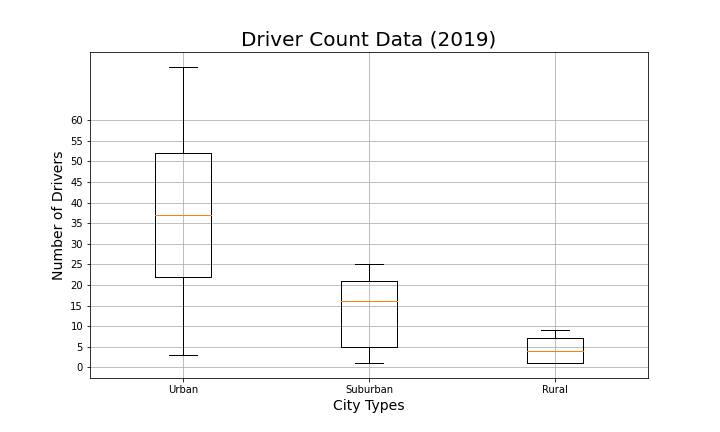 Driver Count Data (2019)
Number of Drivers
60
55
50
45
40
35
30
25
20
15
10
5
0
Urban
Suburban
Rural
City Types